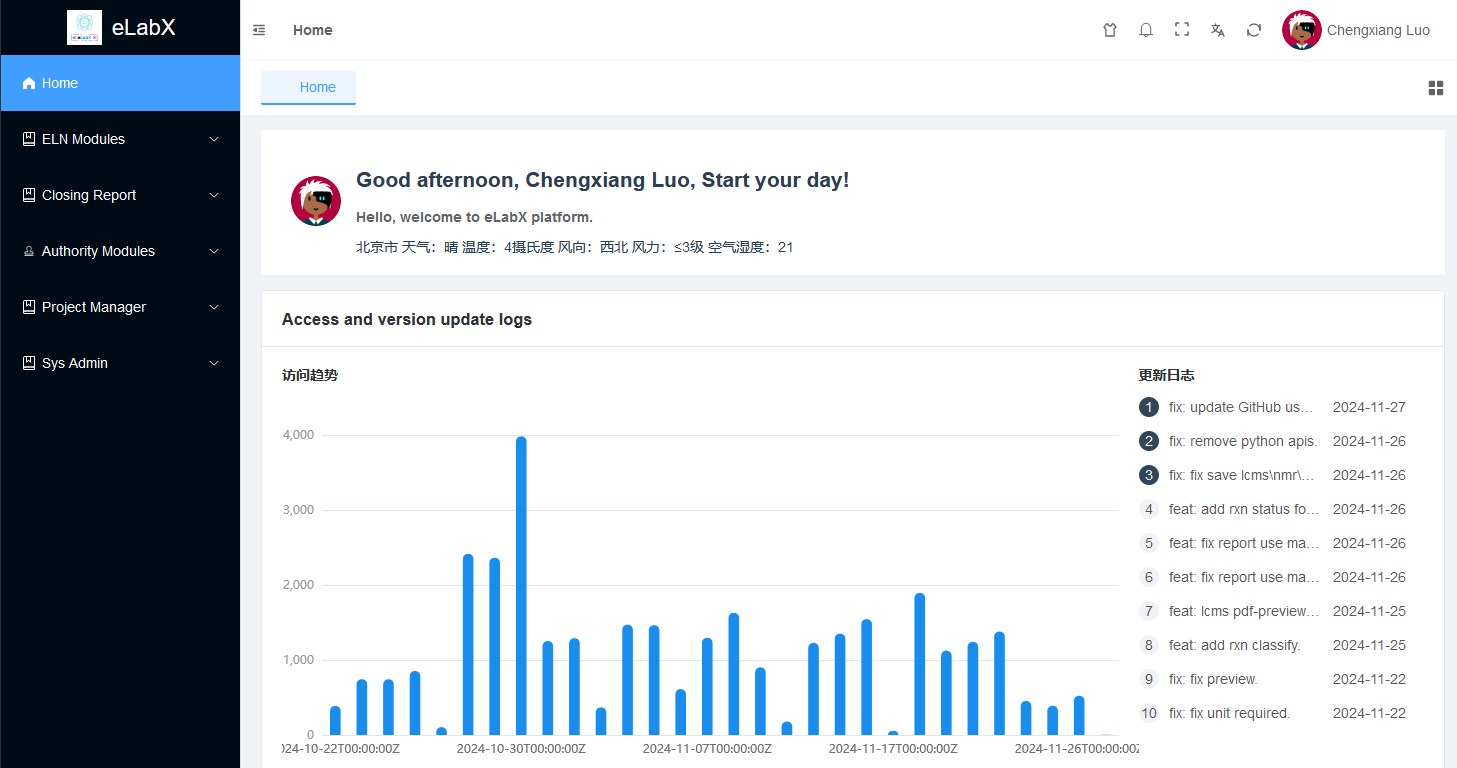 eLabX
Home
ELN Modules
Closing Report
Authority Modules
Project Manager
Sys Admin
Home
Chengxiang Luo
Home
Good afternoon, Chengxiang Luo, Start your day!
Hello, welcome to eLabX platform.
北京市 天气：晴 温度：4摄氏度 风向：西北 风力：≤3级 空气湿度：21
Access and version update logs
访问趋势
4,000
3,000
2,000
1,000
0
24-10-22T00:00:00Z 2024-10-30T00:00:00Z 2024-11-07T00:00:00Z 2024-11-17T00:00:00Z 2024-11-26T00:00:00Z
更新日志
1 fix: update GitHub us... 2024-11-27
2 fix: remove python apis. 2024-11-26
3 fix: fix save lcms\nmr\... 2024-11-26
4 feat: add rxn status fo... 2024-11-26
5 feat: fix report use ma... 2024-11-26
6 feat: fix report use ma... 2024-11-26
7 feat: lcms pdf-preview... 2024-11-25
8 feat: add rxn classify. 2024-11-25
9 fix: fix preview. 2024-11-22
10 fix: fix unit required. 2024-11-22